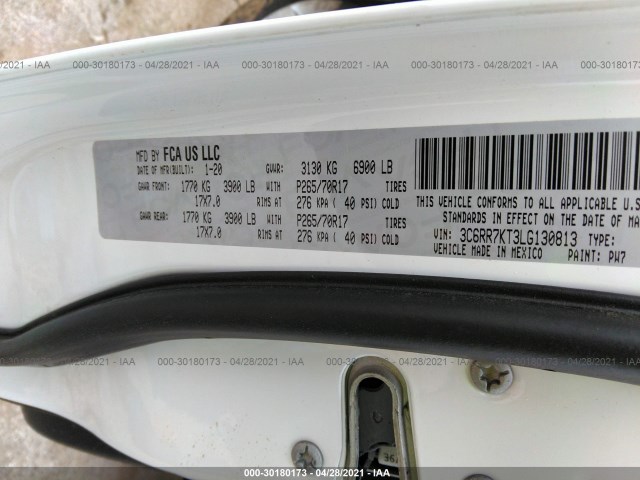 000-30180173 - 04/28/2021 - IAA 000-30180173 - 04/28/2021 - IAA 000-30180173 - 04/28/2021 - IAA
MFD BY FCA US LLC
DATE OF MFR(BUILT): 1-20 GVWR: 3130 KG 6900 LB
GAWR FRONT: 1770 KG 3900 LB WITH P265/70R17 TIRES
17X7.0 RIMS AT 276 KPA ( 40 PSI) COLD
GAWR REAR: 1770 KG 3900 LB WITH P265/70R17 TIRES
17X7.0 RIMS AT 276 KPA ( 40 PSI) COLD
THIS VEHICLE CONFORMS TO ALL APPLICABLE U.S.
STANDARDS IN EFFECT ON THE DATE OF MA
VIN: 3C6RR7KT3LG130813 TYPE:
VEHICLE MADE IN MEXICO PAINT: PW7
000-30180173 - 04/28/2021 - IAA 000-30180173 - 04/28/2021 - IAA 000-30180173 - 04/28/2021 - IAA
000-30180173 - 04/28/2021 - IAA